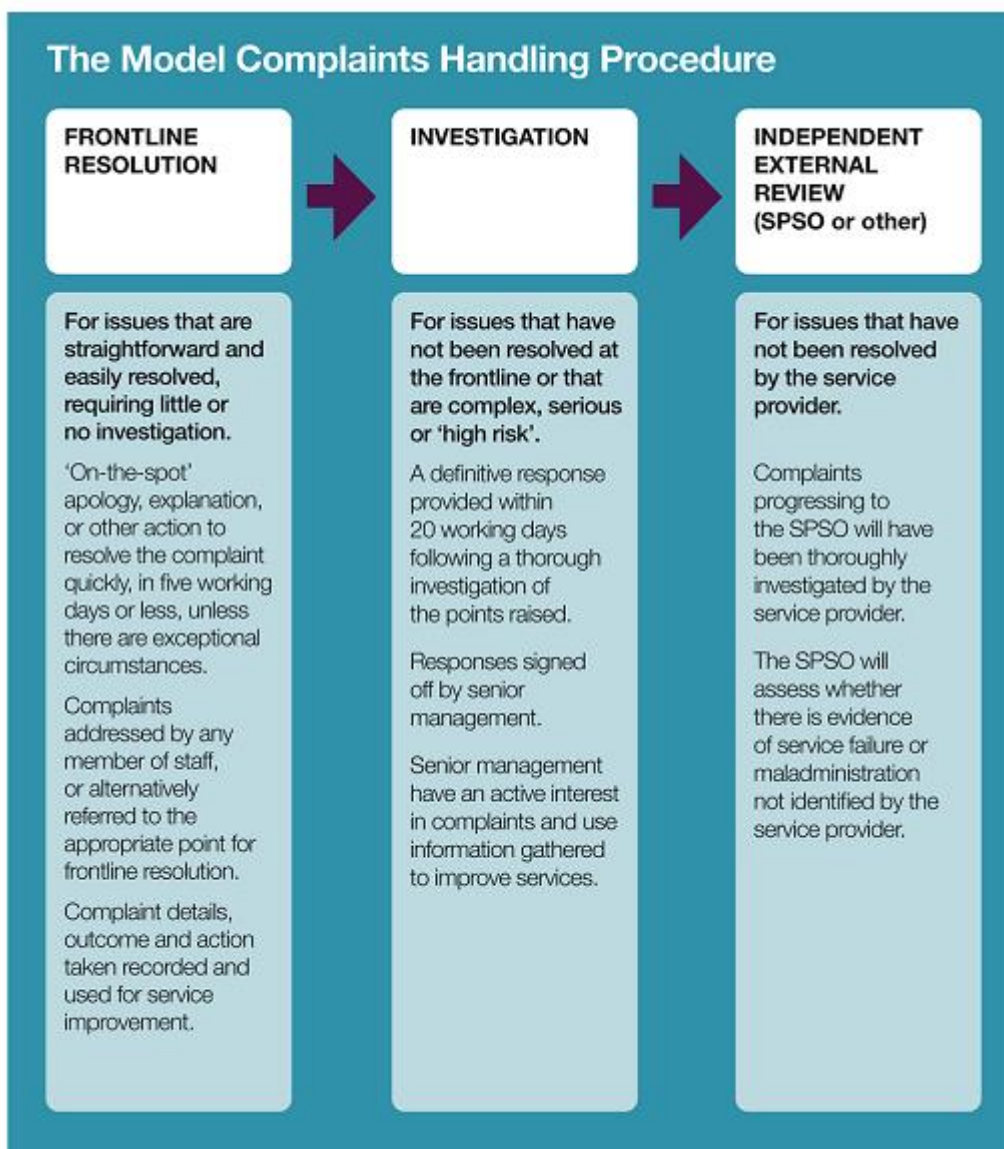 The Model Complaints Handling Procedure
FRONTLINE
RESOLUTION
For issues that are
straightforward and
easily resolved,
requiring little or
no investigation.
‘On-the-spot’
apology, explanation,
or other action to
resolve the complaint
quickly, in five working
days or less, unless
there are exceptional
circumstances.
Complaints
addressed by any
member of staff,
or alternatively
referred to the
appropriate point for
frontline resolution.
Complaint details,
outcome and action
taken recorded and
used for service
improvement.
INVESTIGATION
For issues that have
not been resolved at
the frontline or that
are complex, serious
or ‘high risk’.
A definitive response
provided within
20 working days
following a thorough
investigation of
the points raised.
Responses signed
off by senior
management.
Senior management
have an active interest
in complaints and use
information gathered
to improve services.
INDEPENDENT
EXTERNAL
REVIEW
(SPSO or other)
For issues that have
not been resolved
by the service
provider.
Complaints
progressing to
the SPSO will have
been thoroughly
investigated by the
service provider.
The SPSO will
assess whether
there is evidence
of service failure or
maladministration
not identified by the
service provider.